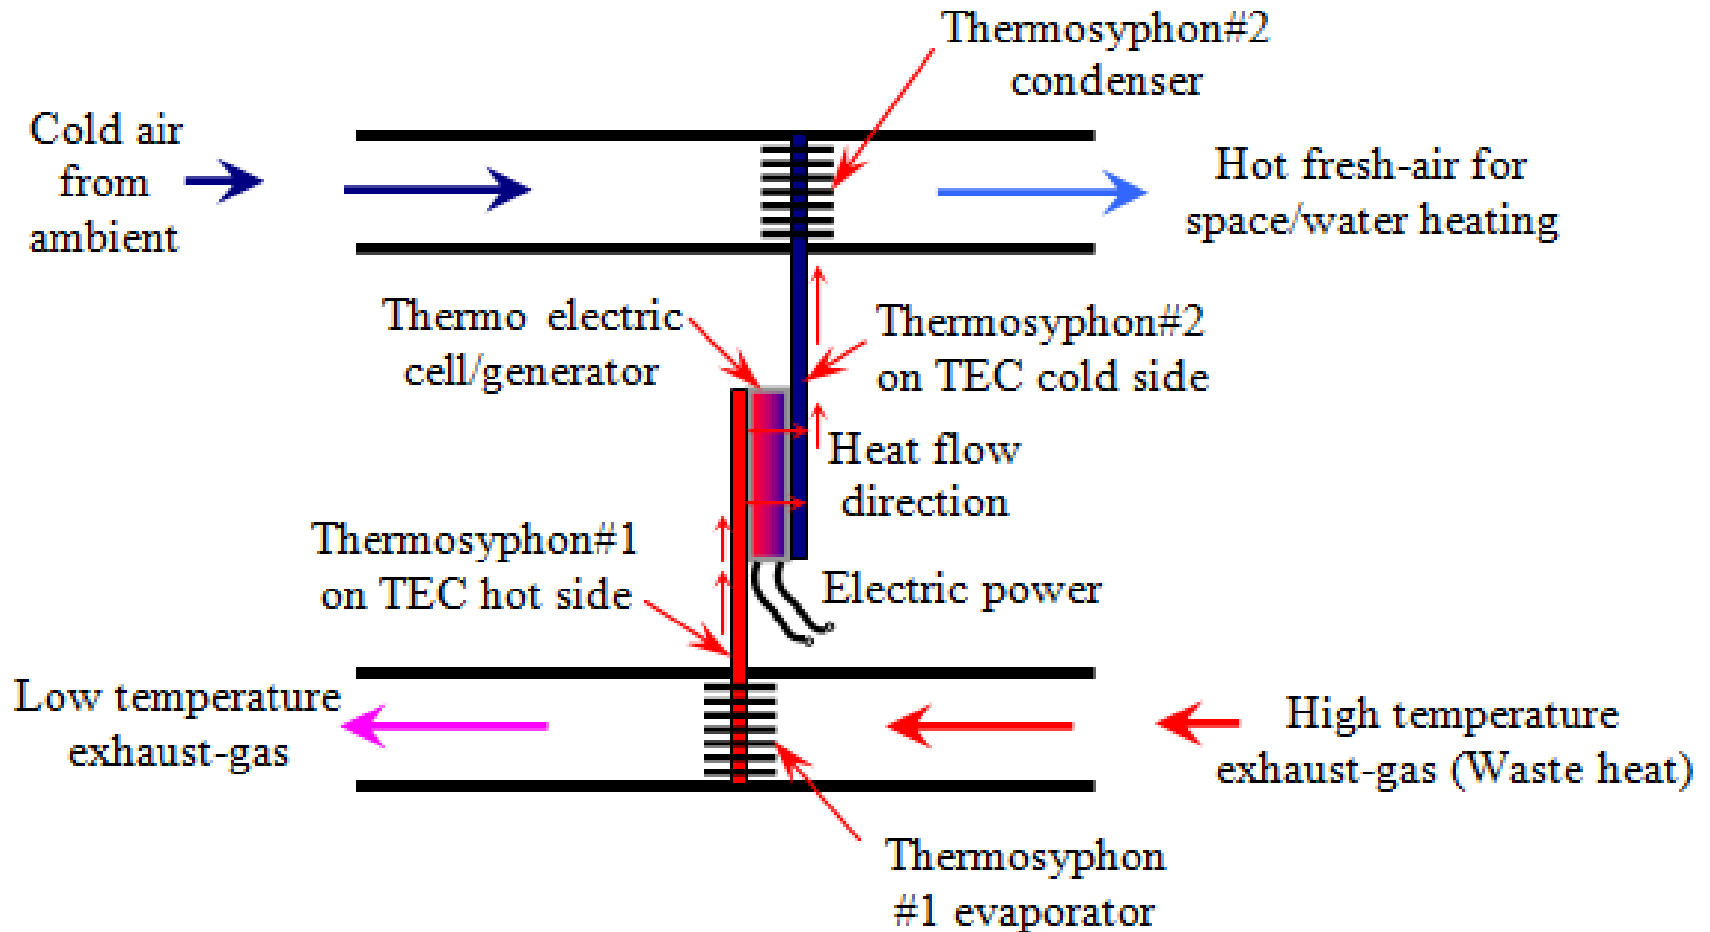 Thermosyphon#2
condenser
Cold air
from
ambient
Hot fresh-air for
space/water heating
Thermo electric
cell/generator
Thermosyphon#2
on TEC cold side
Heat flow
direction
Thermosyphon#1
on TEC hot side
Electric power
Low temperature
exhaust-gas
High temperature
exhaust-gas (Waste heat)
Thermosyphon
#1 evaporator